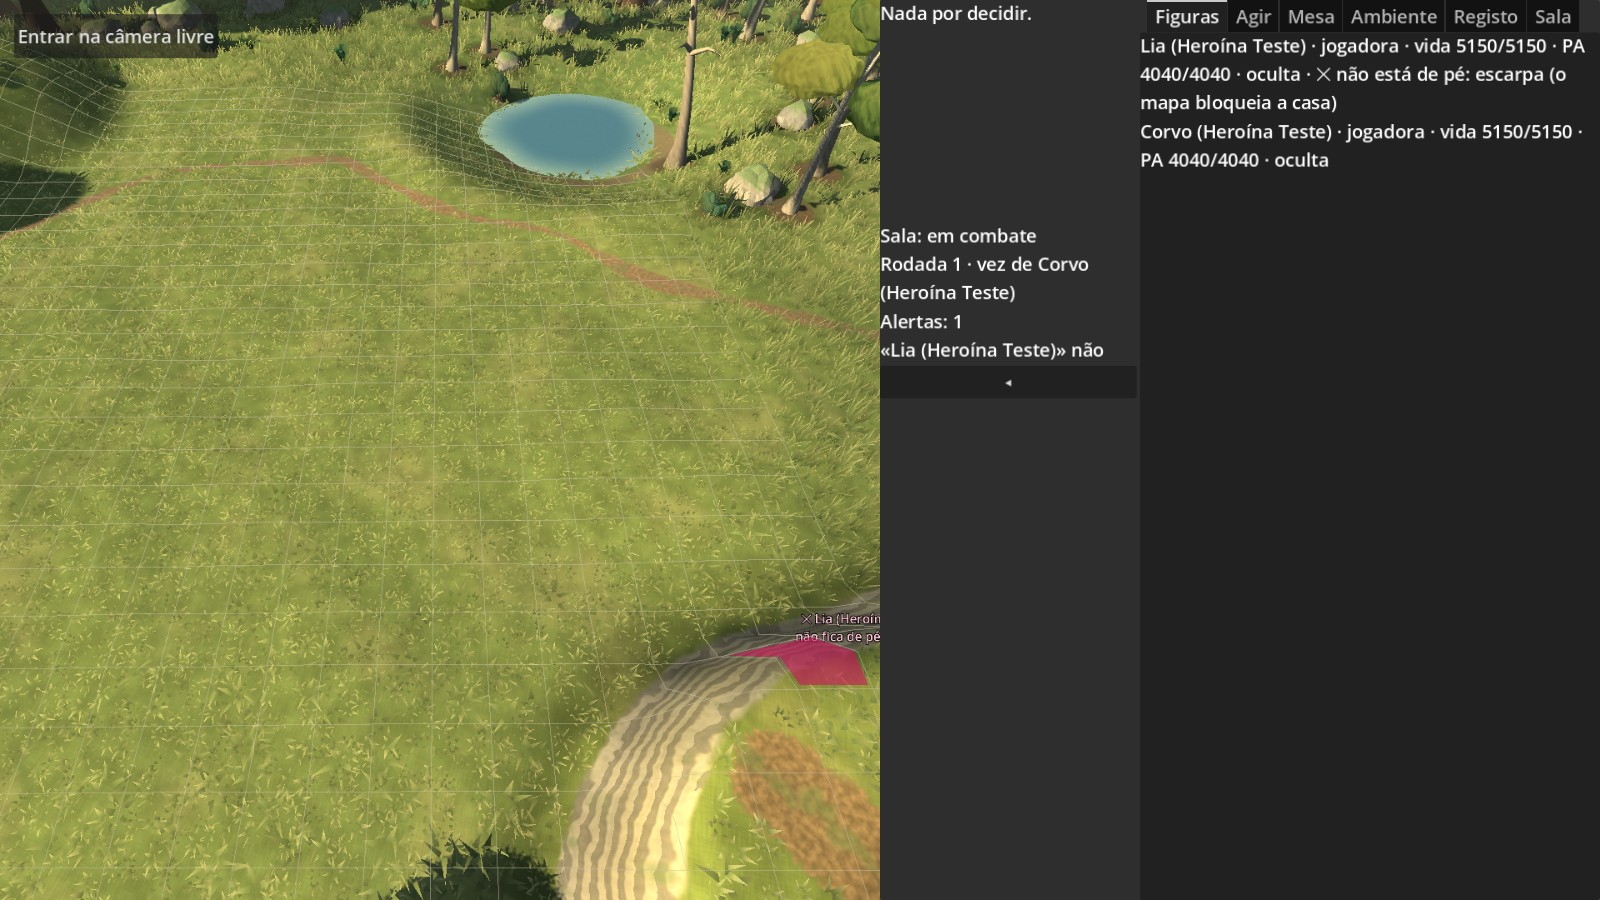 Entrar na câmera livre
Nada por decidir.
Sala: em combate
Rodada 1 · vez de Corvo
(Heroína Teste)
Alertas: 1
«Lia (Heroína Teste)» não
Figuras
Agir
Mesa
Ambiente
Registo
Sala
Lia (Heroína Teste) · jogadora · vida 5150/5150 · PA
4040/4040 · oculta · ✕ não está de pé: escarpa (o
mapa bloqueia a casa)
Corvo (Heroína Teste) · jogadora · vida 5150/5150 ·
PA 4040/4040 · oculta
✕ Lia (Heroín
não fica de pé